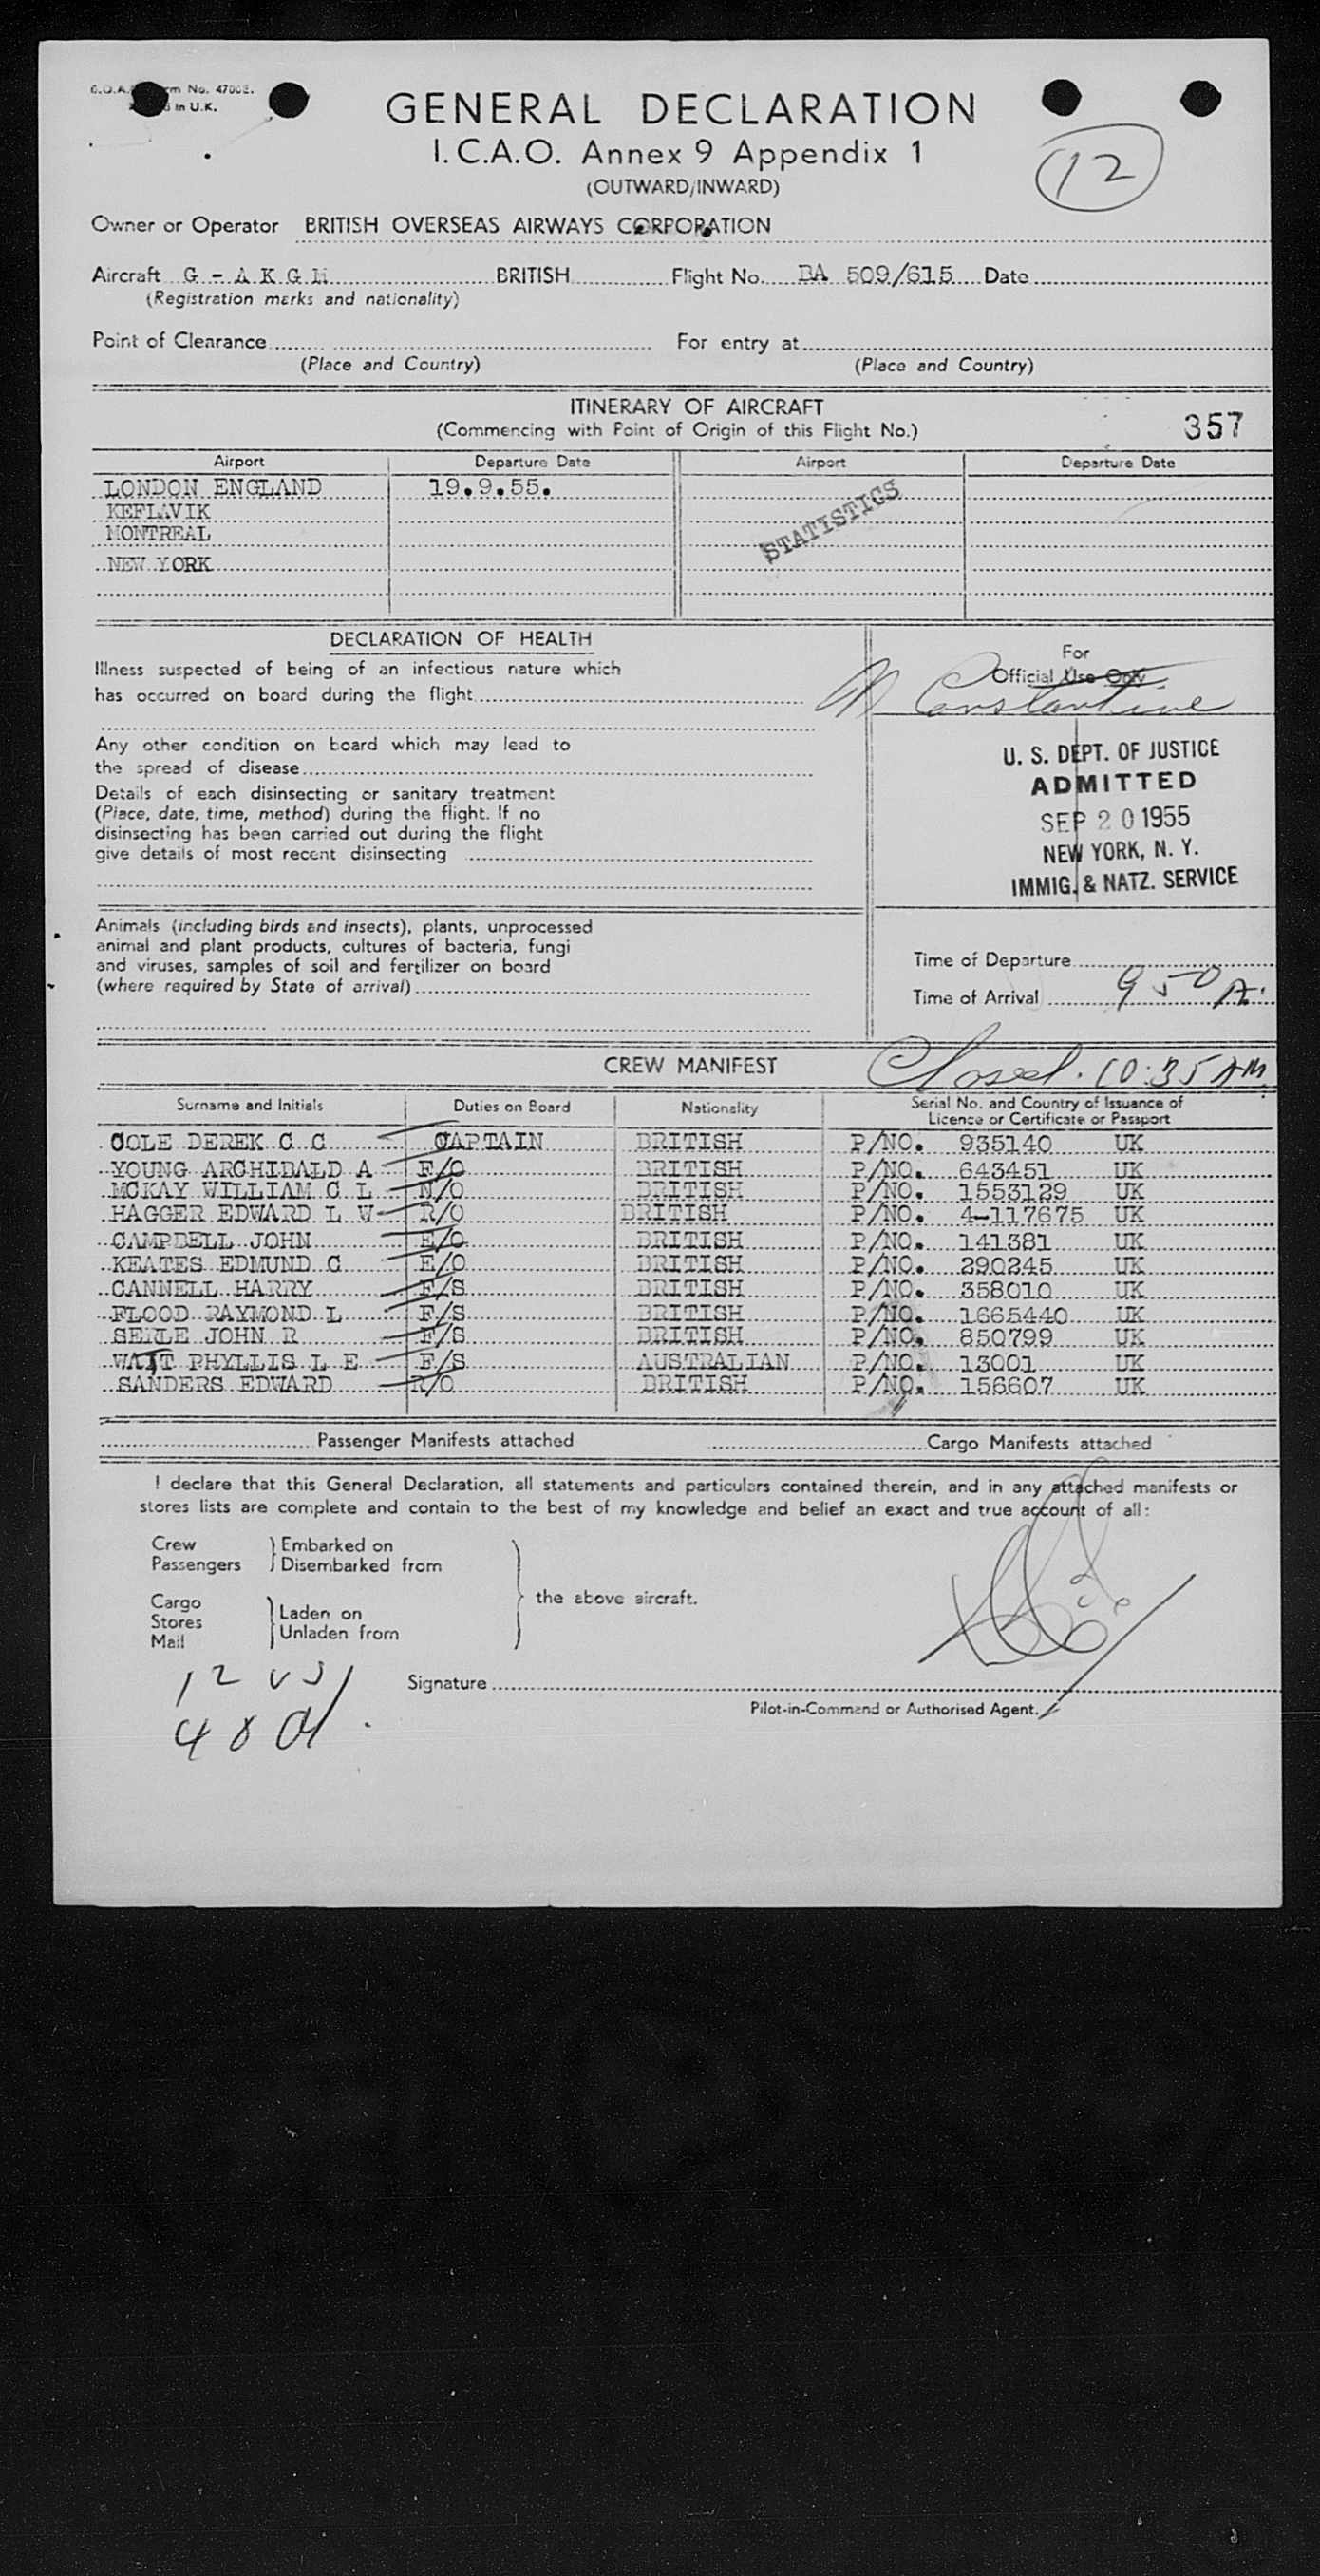 B.O.A. rm No. 4700E.
d in U.K.
GENERAL DECLARATION
I.C.A.O. Annex 9 Appendix 1
(OUTWARD/INWARD)
12
Owner or Operator BRITISH OVERSEAS AIRWAYS CORPORATION
Aircraft G - A K G M BRITISH Flight No. BA 509/615 Date
(Registration marks and nationality)
Point of Clearance For entry at
(Place and Country) (Place and Country)
ITINERARY OF AIRCRAFT
(Commencing with Point of Origin of this Flight No.) 357
Airport Departure Date Airport Departure Date
LONDON ENGLAND 19.9.55.
KEFLAVIK
MONTREAL
NEW YORK
STATISTICS
DECLARATION OF HEALTH
Illness suspected of being of an infectious nature which
has occurred on board during the flight
Any other condition on board which may lead to
the spread of disease
Details of each disinsecting or sanitary treatment
(Place, date, time, method) during the flight. If no
disinsecting has been carried out during the flight
give details of most recent disinsecting
Animals (including birds and insects), plants, unprocessed
animal and plant products, cultures of bacteria, fungi
and viruses, samples of soil and fertilizer on board
(where required by State of arrival)
For
Official Use Only
M Constantine
U. S. DEPT. OF JUSTICE
ADMITTED
SEP 20 1955
NEW YORK, N. Y.
IMMIG. & NATZ. SERVICE
Time of Departure
Time of Arrival 9 50 A.
CREW MANIFEST Closed. 10:35 AM
Surname and Initials Duties on Board Nationality Serial No. and Country of Issuance of
Licence or Certificate or Passport
COLE DEREK C C CAPTAIN BRITISH P/NO. 935140 UK
YOUNG ARCHIBALD A F/O BRITISH P/NO. 643451 UK
MCKAY WILLIAM C L N/O BRITISH P/NO. 1553129 UK
HAGGER EDWARD L W R/O BRITISH P/NO. 4-117675 UK
CAMPBELL JOHN E/O BRITISH P/NO. 141381 UK
KEATES EDMUND C E/O BRITISH P/NO. 290245 UK
CANNELL HARRY F/S BRITISH P/NO. 358010 UK
FLOOD RAYMOND L F/S BRITISH P/NO. 1665440 UK
SERLE JOHN R F/S BRITISH P/NO. 850799 UK
WAIT PHYLLIS L E F/S AUSTRALIAN P/NO. 13001 UK
SANDERS EDWARD R/O BRITISH P/NO. 156607 UK
Passenger Manifests attached Cargo Manifests attached
I declare that this General Declaration, all statements and particulars contained therein, and in any attached manifests or
stores lists are complete and contain to the best of my knowledge and belief an exact and true account of all:
Crew Embarked on
Passengers Disembarked from
the above aircraft.
Cargo
Stores Laden on
Mail Unladen from
12 US
Signature
Pilot-in-Command or Authorised Agent.